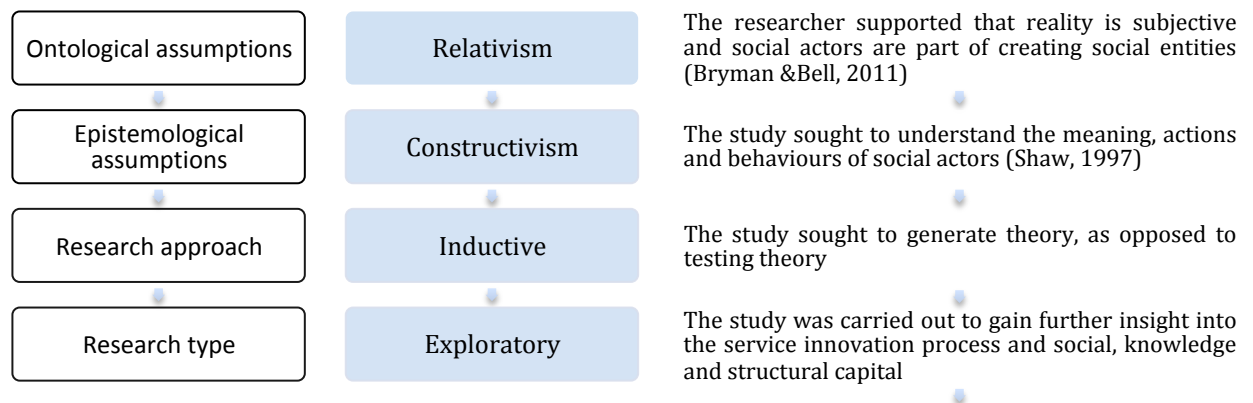 Ontological assumptions
Relativism
The researcher supported that reality is subjective
and social actors are part of creating social entities
(Bryman &Bell, 2011)
Epistemological
assumptions
Constructivism
The study sought to understand the meaning, actions
and behaviours of social actors (Shaw, 1997)
Research approach
Inductive
The study sought to generate theory, as opposed to
testing theory
Research type
Exploratory
The study was carried out to gain further insight into
the service innovation process and social, knowledge
and structural capital